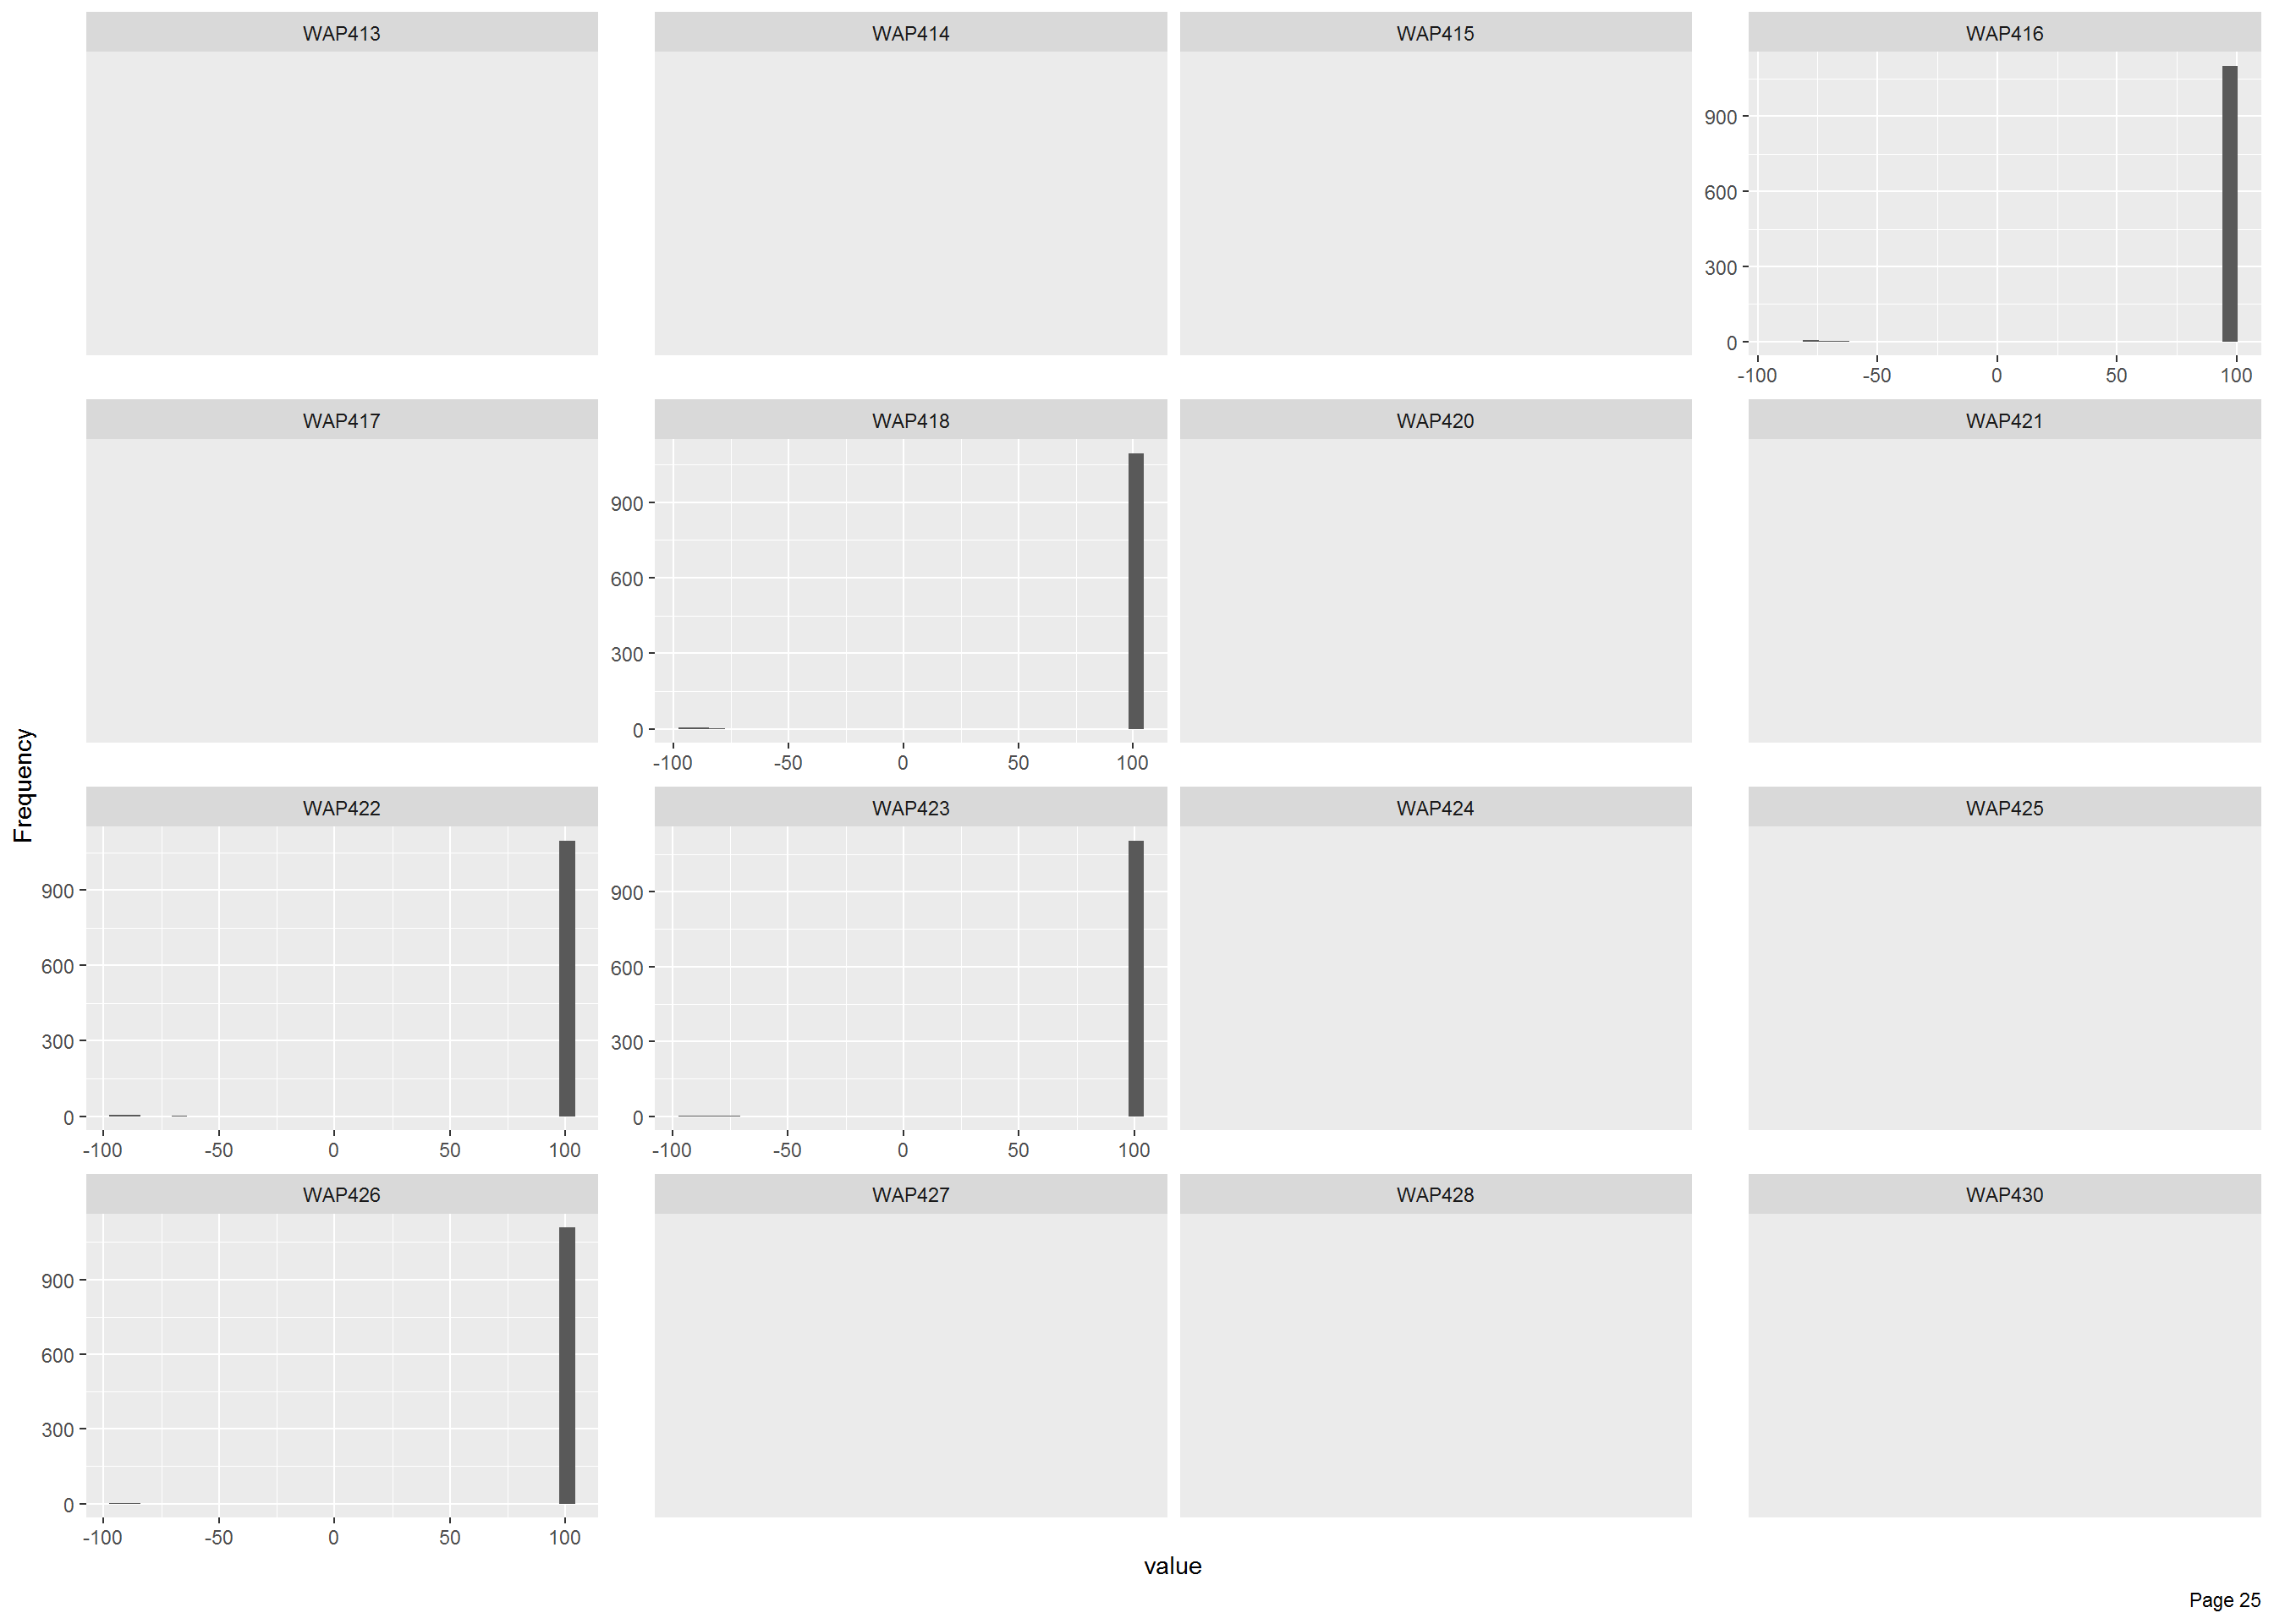 WAP413 WAP414 WAP415 WAP416
900
600
300
0
-100 -50 0 50 100
WAP417 WAP418 WAP420 WAP421
900
600
300
0
-100 -50 0 50 100
Frequency
WAP422 WAP423 WAP424 WAP425
900 900
600 600
300 300
0 0
-100 -50 0 50 100 -100 -50 0 50 100
WAP426 WAP427 WAP428 WAP430
900
600
300
0
-100 -50 0 50 100
value
Page 25